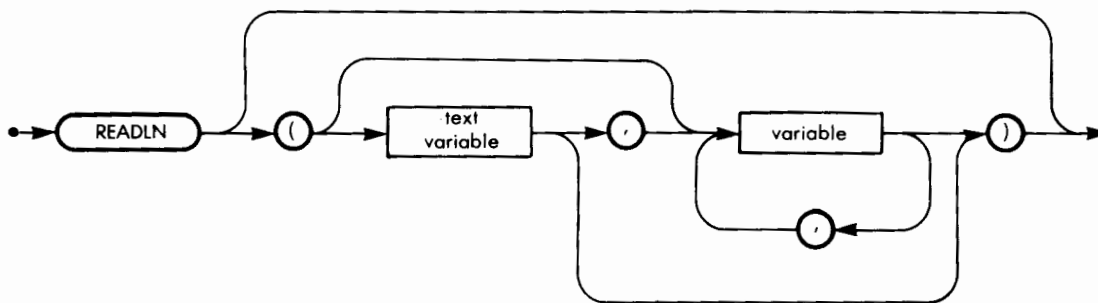 READLN
(
text
variable
,
variable
)
,